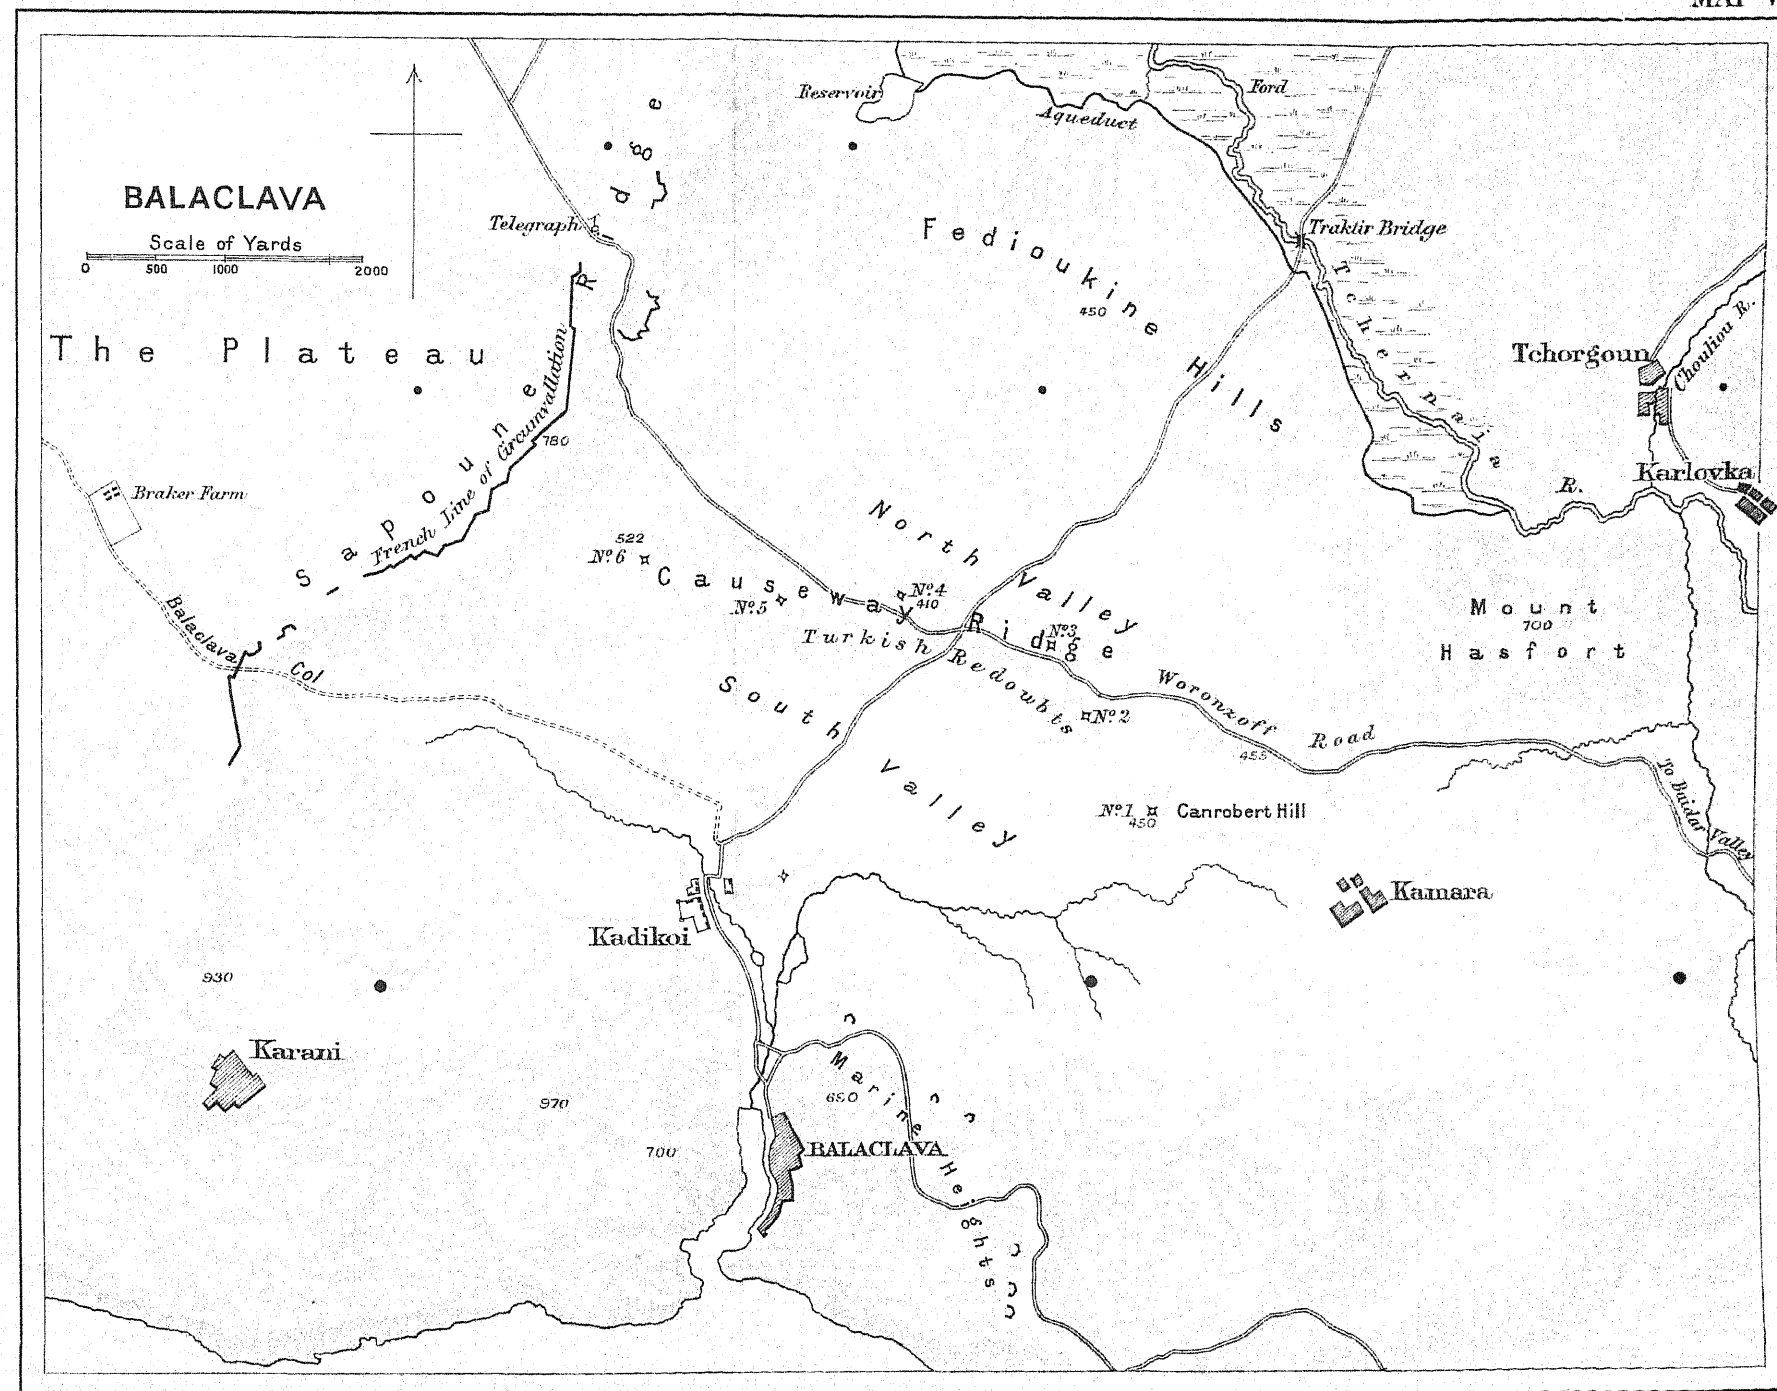 MAP V
BALACLAVA
Scale of Yards
0 500 1000 2000
Reservoir
Aqueduct
Ford
Telegraph
Traktir Bridge
Fedioukine Hills
450
Tchernaia R.
Tchorgoun
Chouliou R.
Karlovka
The Plateau
Sapouné Ridge
French Line of Circumvallation
780
Braker Farm
Balaclava Col
522
No. 6
No. 5
No. 4
410
No. 3
No. 2
Causeway Ridge
North Valley
Turkish Redoubts
South Valley
Woronzoff Road
455
Mount
700
Hasfort
To Baidar Valley
No. 1
450
Canrobert Hill
Kamara
Kadikoi
930
Karani
970
700
Marine Heights
BALACLAVA